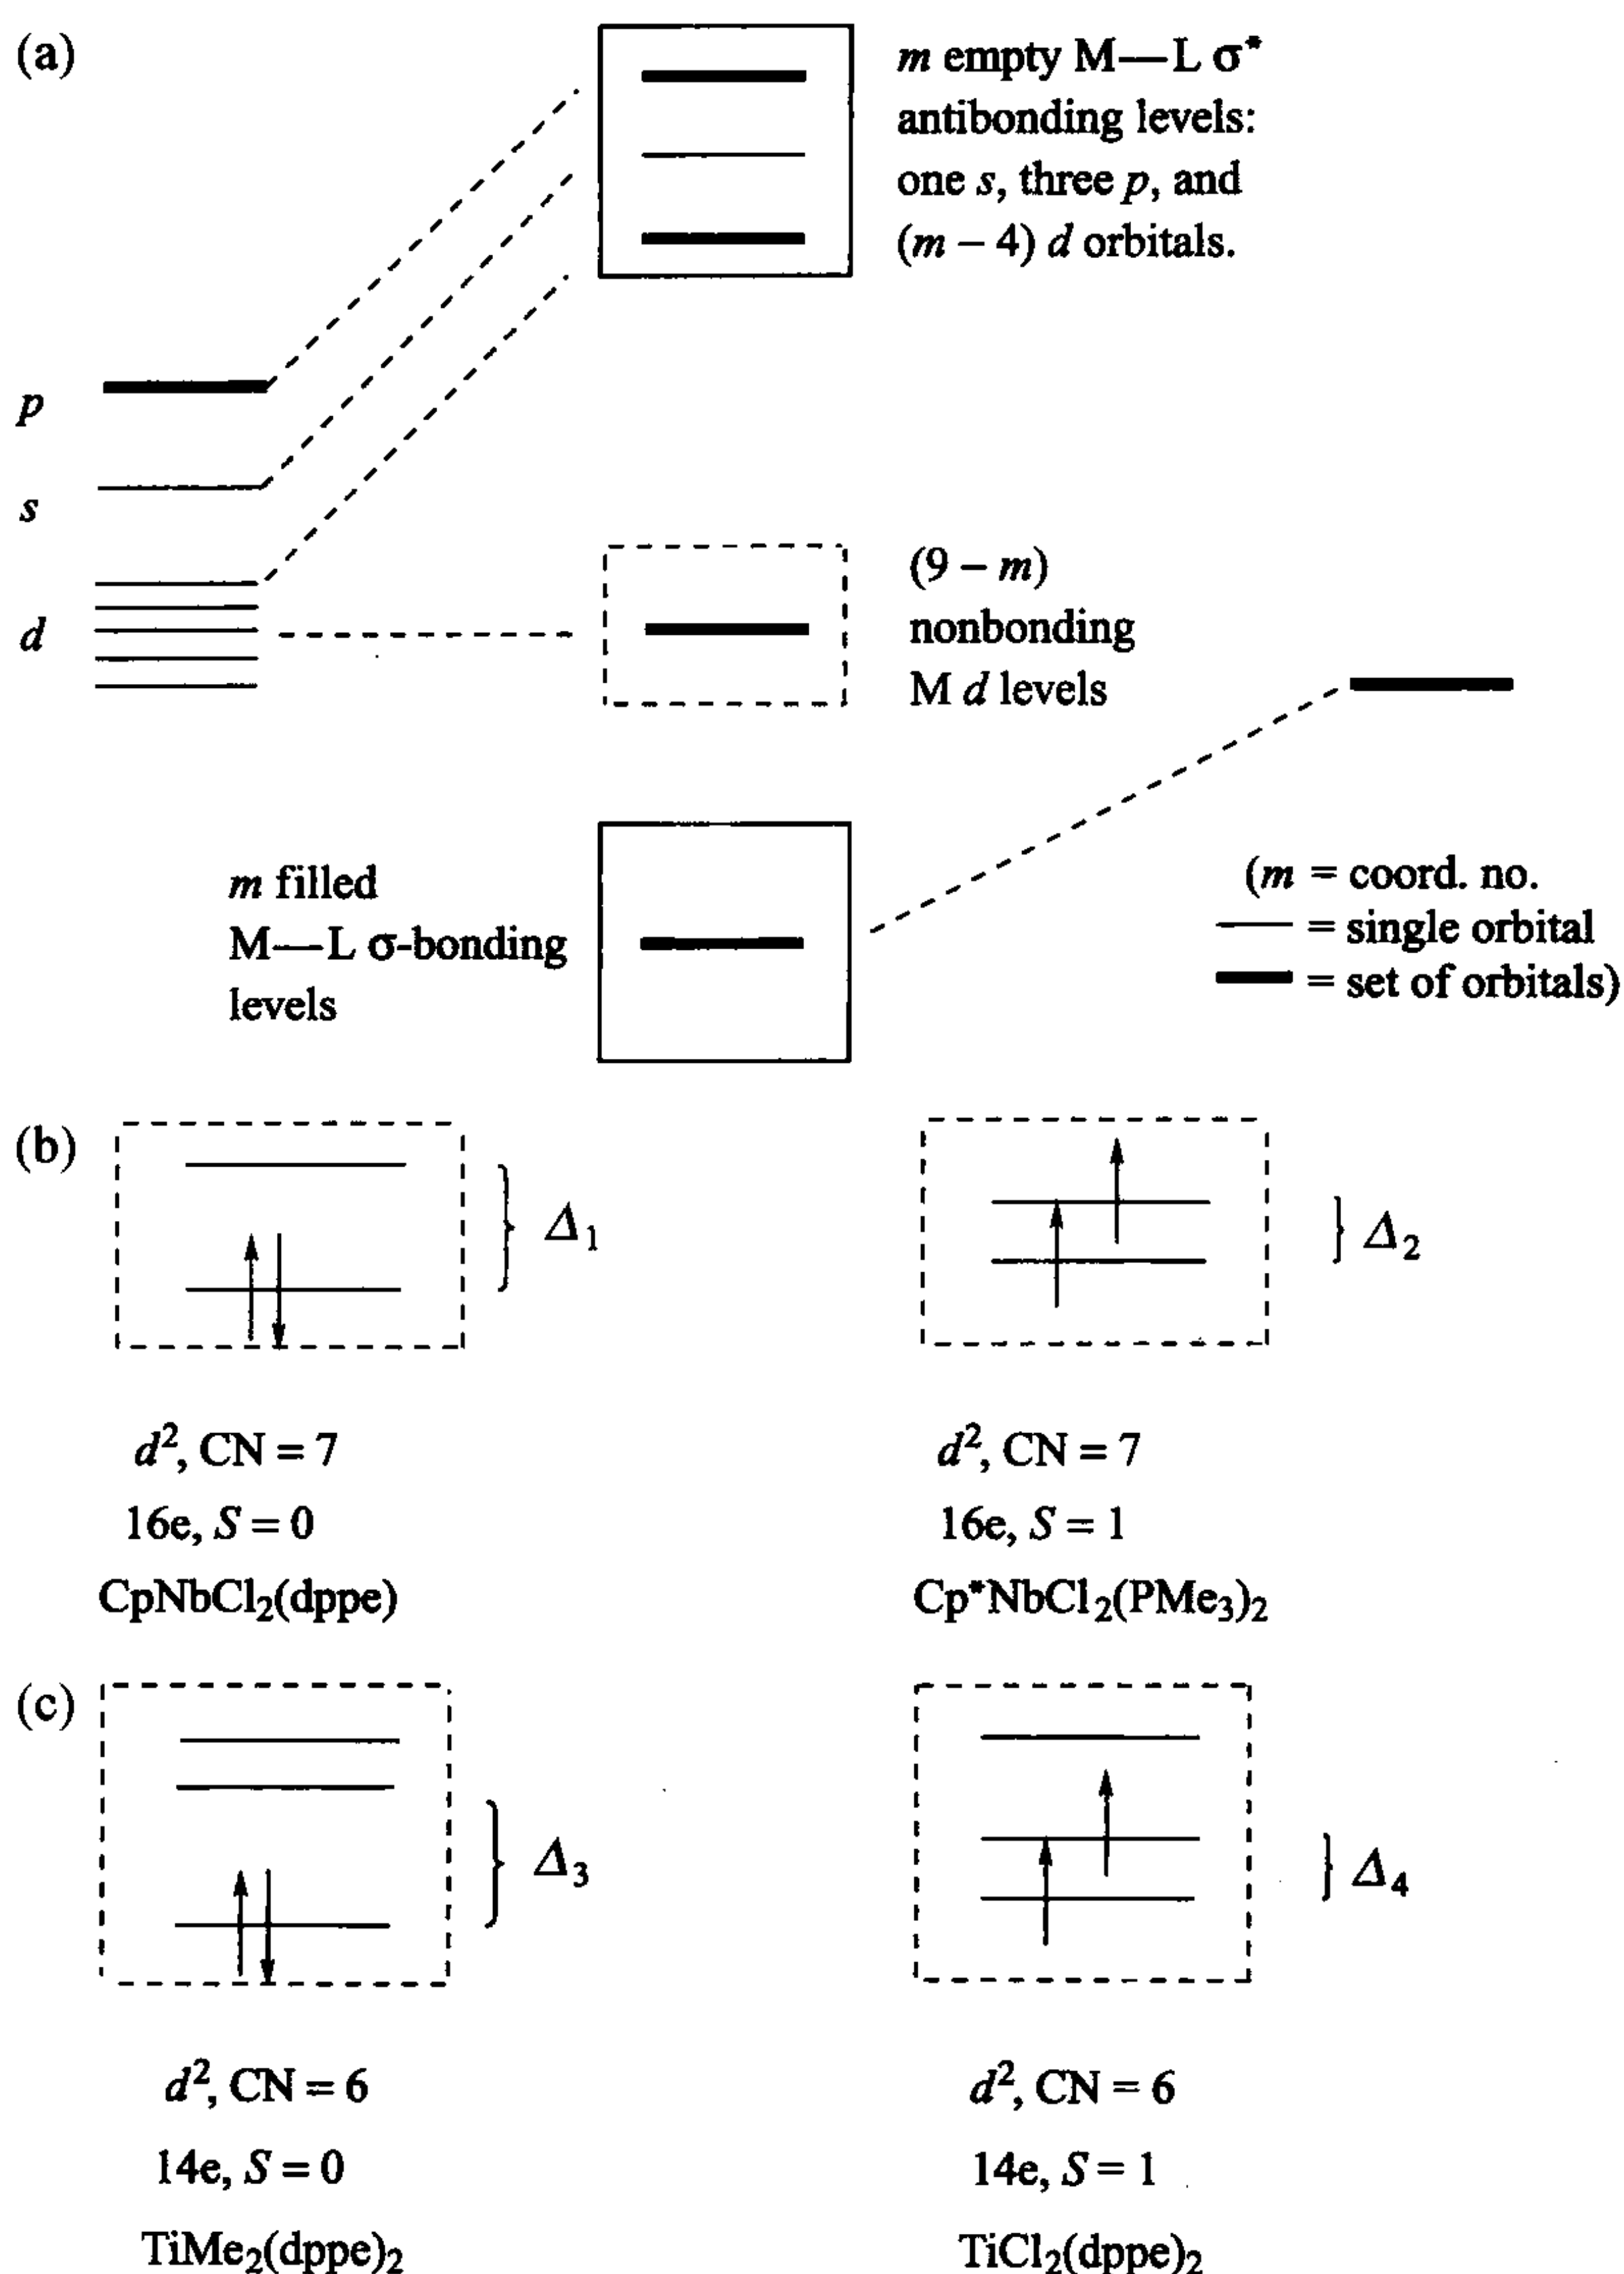 (a)
m empty M—L σ*
antibonding levels:
one s, three p, and
(m − 4) d orbitals.
p
s
d
(9 − m)
nonbonding
M d levels
m filled
M—L σ-bonding
levels
(m = coord. no.
= single orbital
= set of orbitals)
(b)
Δ1
Δ2
d², CN = 7
16e, S = 0
CpNbCl₂(dppe)
d², CN = 7
16e, S = 1
Cp*NbCl₂(PMe₃)₂
(c)
Δ3
Δ4
d², CN = 6
14e, S = 0
TiMe₂(dppe)₂
d², CN = 6
14e, S = 1
TiCl₂(dppe)₂